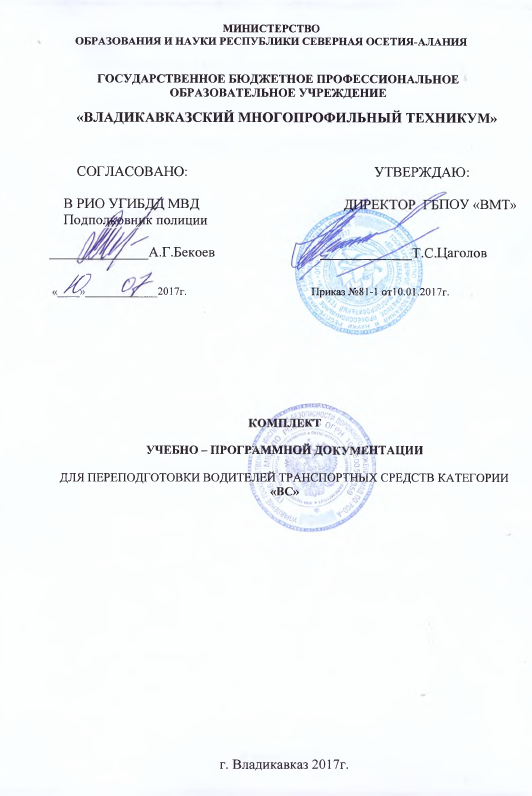 МИНИСТЕРСТВО
ОБРАЗОВАНИЯ И НАУКИ РЕСПУБЛИКИ СЕВЕРНАЯ ОСЕТИЯ-АЛАНИЯ
ГОСУДАРСТВЕННОЕ БЮДЖЕТНОЕ ПРОФЕССИОНАЛЬНОЕ
ОБРАЗОВАТЕЛЬНОЕ УЧРЕЖДЕНИЕ
«ВЛАДИКАВКАЗСКИЙ МНОГОПРОФИЛЬНЫЙ ТЕХНИКУМ»
СОГЛАСОВАНО:
В РИО УГИБДД МВД
Подполковник полиции
А.Г.Бекоев
«10» 07 2017г.
УТВЕРЖДАЮ:
ДИРЕКТОР ГБПОУ «ВМТ»
Т.С.Цаголов
Приказ №81-1 от10.01.2017г.
КОМПЛЕКТ
УЧЕБНО – ПРОГРАММНОЙ ДОКУМЕНТАЦИИ
ДЛЯ ПЕРЕПОДГОТОВКИ ВОДИТЕЛЕЙ ТРАНСПОРТНЫХ СРЕДСТВ КАТЕГОРИИ
«ВС»
г. Владикавказ 2017г.